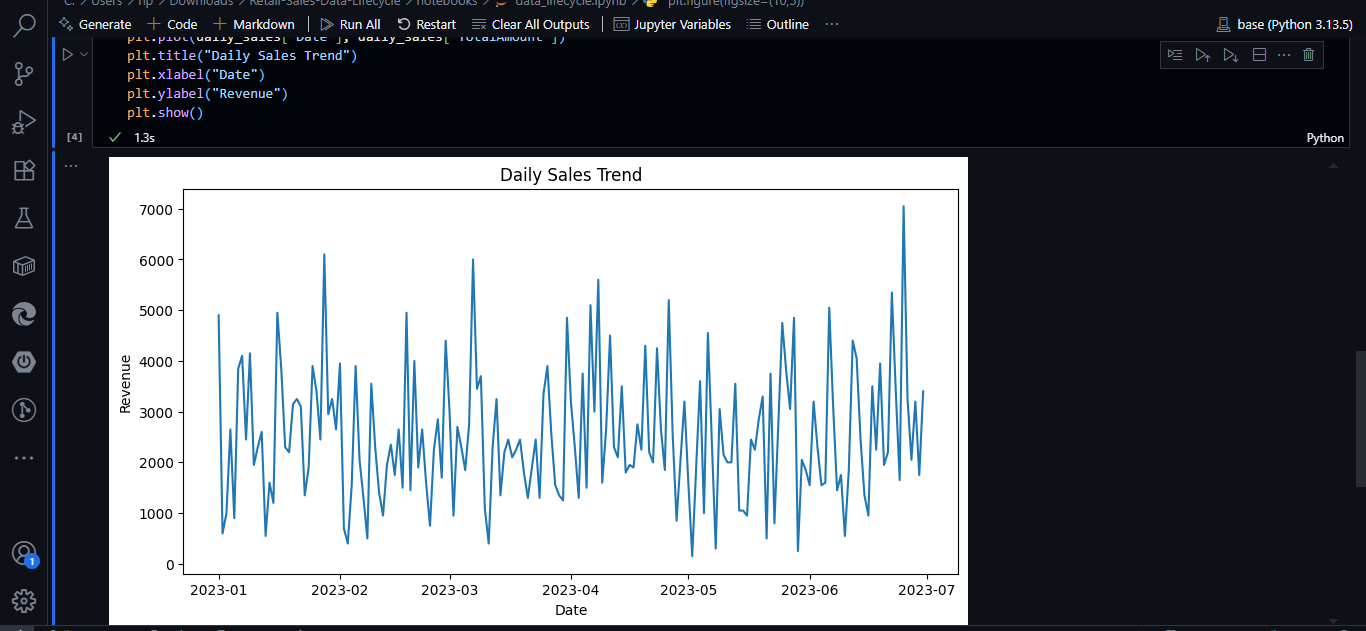 C: > Users > hp > Downloads > Retail-Sales-Data-Lifecycle > notebooks > data_lifecycle.ipynb > plt.figure(figsize=(10,5))
Generate + Code + Markdown | Run All Restart Clear All Outputs | Jupyter Variables Outline ... base (Python 3.13.5)
plt.plot(daily_sales["Date"], daily_sales["TotalAmount"])
plt.title("Daily Sales Trend")
plt.xlabel("Date")
plt.ylabel("Revenue")
plt.show()
[4] 1.3s Python
Daily Sales Trend
7000
6000
5000
4000
3000
2000
1000
0
Revenue
2023-01 2023-02 2023-03 2023-04 2023-05 2023-06 2023-07
Date
1